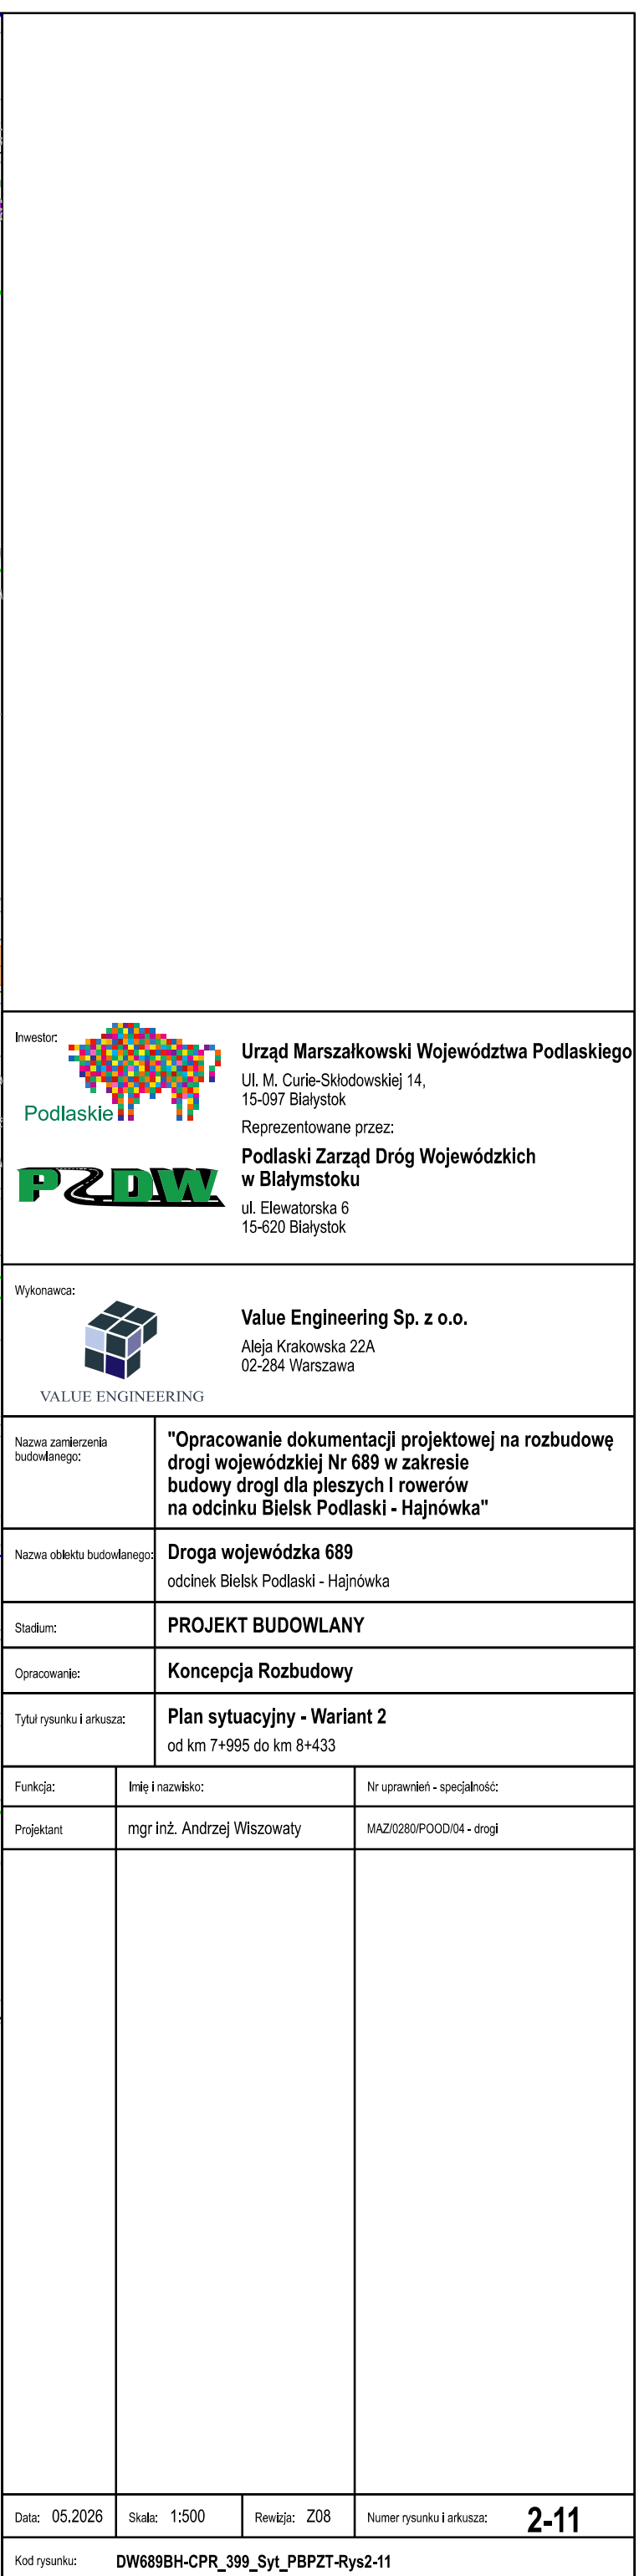 Inwestor:
Podlaskie
PZDW
Urząd Marszałkowski Województwa Podlaskiego
Ul. M. Curie-Skłodowskiej 14,
15-097 Białystok
Reprezentowane przez:
Podlaski Zarząd Dróg Wojewódzkich
w Białymstoku
ul. Elewatorska 6
15-620 Białystok
Wykonawca:
VALUE ENGINEERING
Value Engineering Sp. z o.o.
Aleja Krakowska 22A
02-284 Warszawa
Nazwa zamierzenia
budowlanego:
"Opracowanie dokumentacji projektowej na rozbudowę
drogi wojewódzkiej Nr 689 w zakresie
budowy drogi dla pieszych i rowerów
na odcinku Bielsk Podlaski - Hajnówka"
Nazwa obiektu budowlanego:
Droga wojewódzka 689
odcinek Bielsk Podlaski - Hajnówka
Stadium:
PROJEKT BUDOWLANY
Opracowanie:
Koncepcja Rozbudowy
Tytuł rysunku i arkusza:
Plan sytuacyjny - Wariant 2
od km 7+995 do km 8+433
Funkcja: Imię i nazwisko: Nr uprawnień - specjalność:
Projektant mgr inż. Andrzej Wiszowaty MAZ/0280/POOD/04 - drogi
Data: 05.2026 Skala: 1:500 Rewizja: Z08 Numer rysunku i arkusza: 2-11
Kod rysunku: DW689BH-CPR_399_Syt_PBPZT-Rys2-11